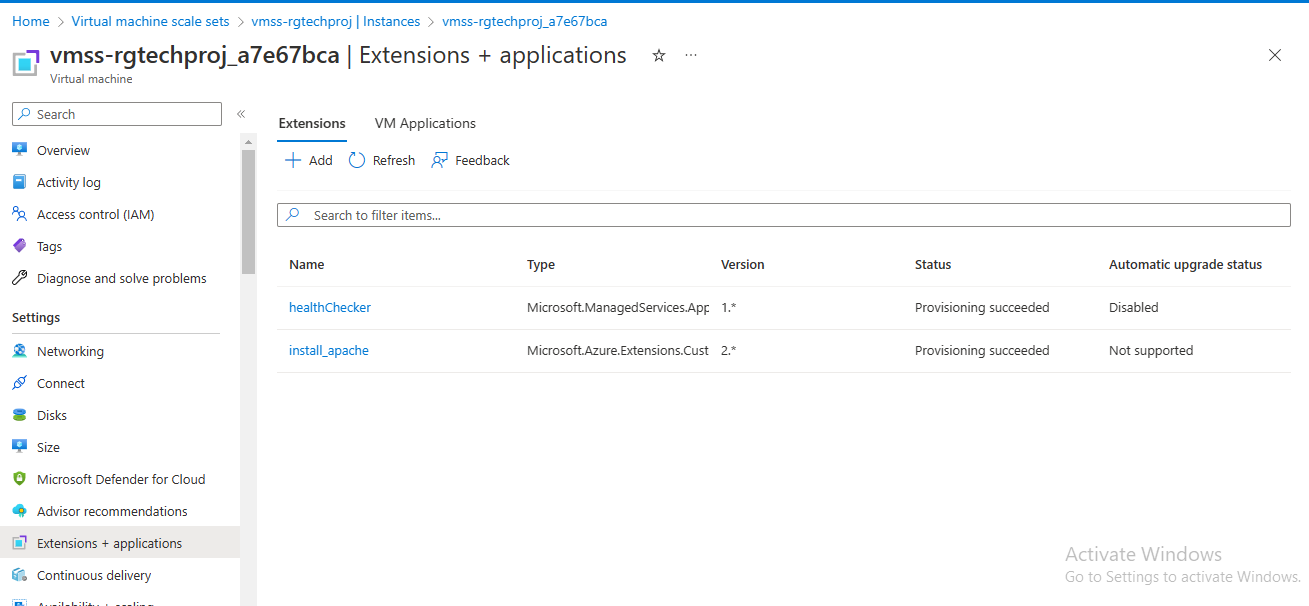 Home > Virtual machine scale sets > vmss-rgtechproj | Instances > vmss-rgtechproj_a7e67bca
vmss-rgtechproj_a7e67bca | Extensions + applications
Virtual machine
Search
Overview
Activity log
Access control (IAM)
Tags
Diagnose and solve problems
Settings
Networking
Connect
Disks
Size
Microsoft Defender for Cloud
Advisor recommendations
Extensions + applications
Continuous delivery
Availability + scaling
Extensions VM Applications
Add Refresh Feedback
Search to filter items...
Name Type Version Status Automatic upgrade status
healthChecker Microsoft.ManagedServices.App 1.* Provisioning succeeded Disabled
install_apache Microsoft.Azure.Extensions.Cust 2.* Provisioning succeeded Not supported
Activate Windows
Go to Settings to activate Windows.